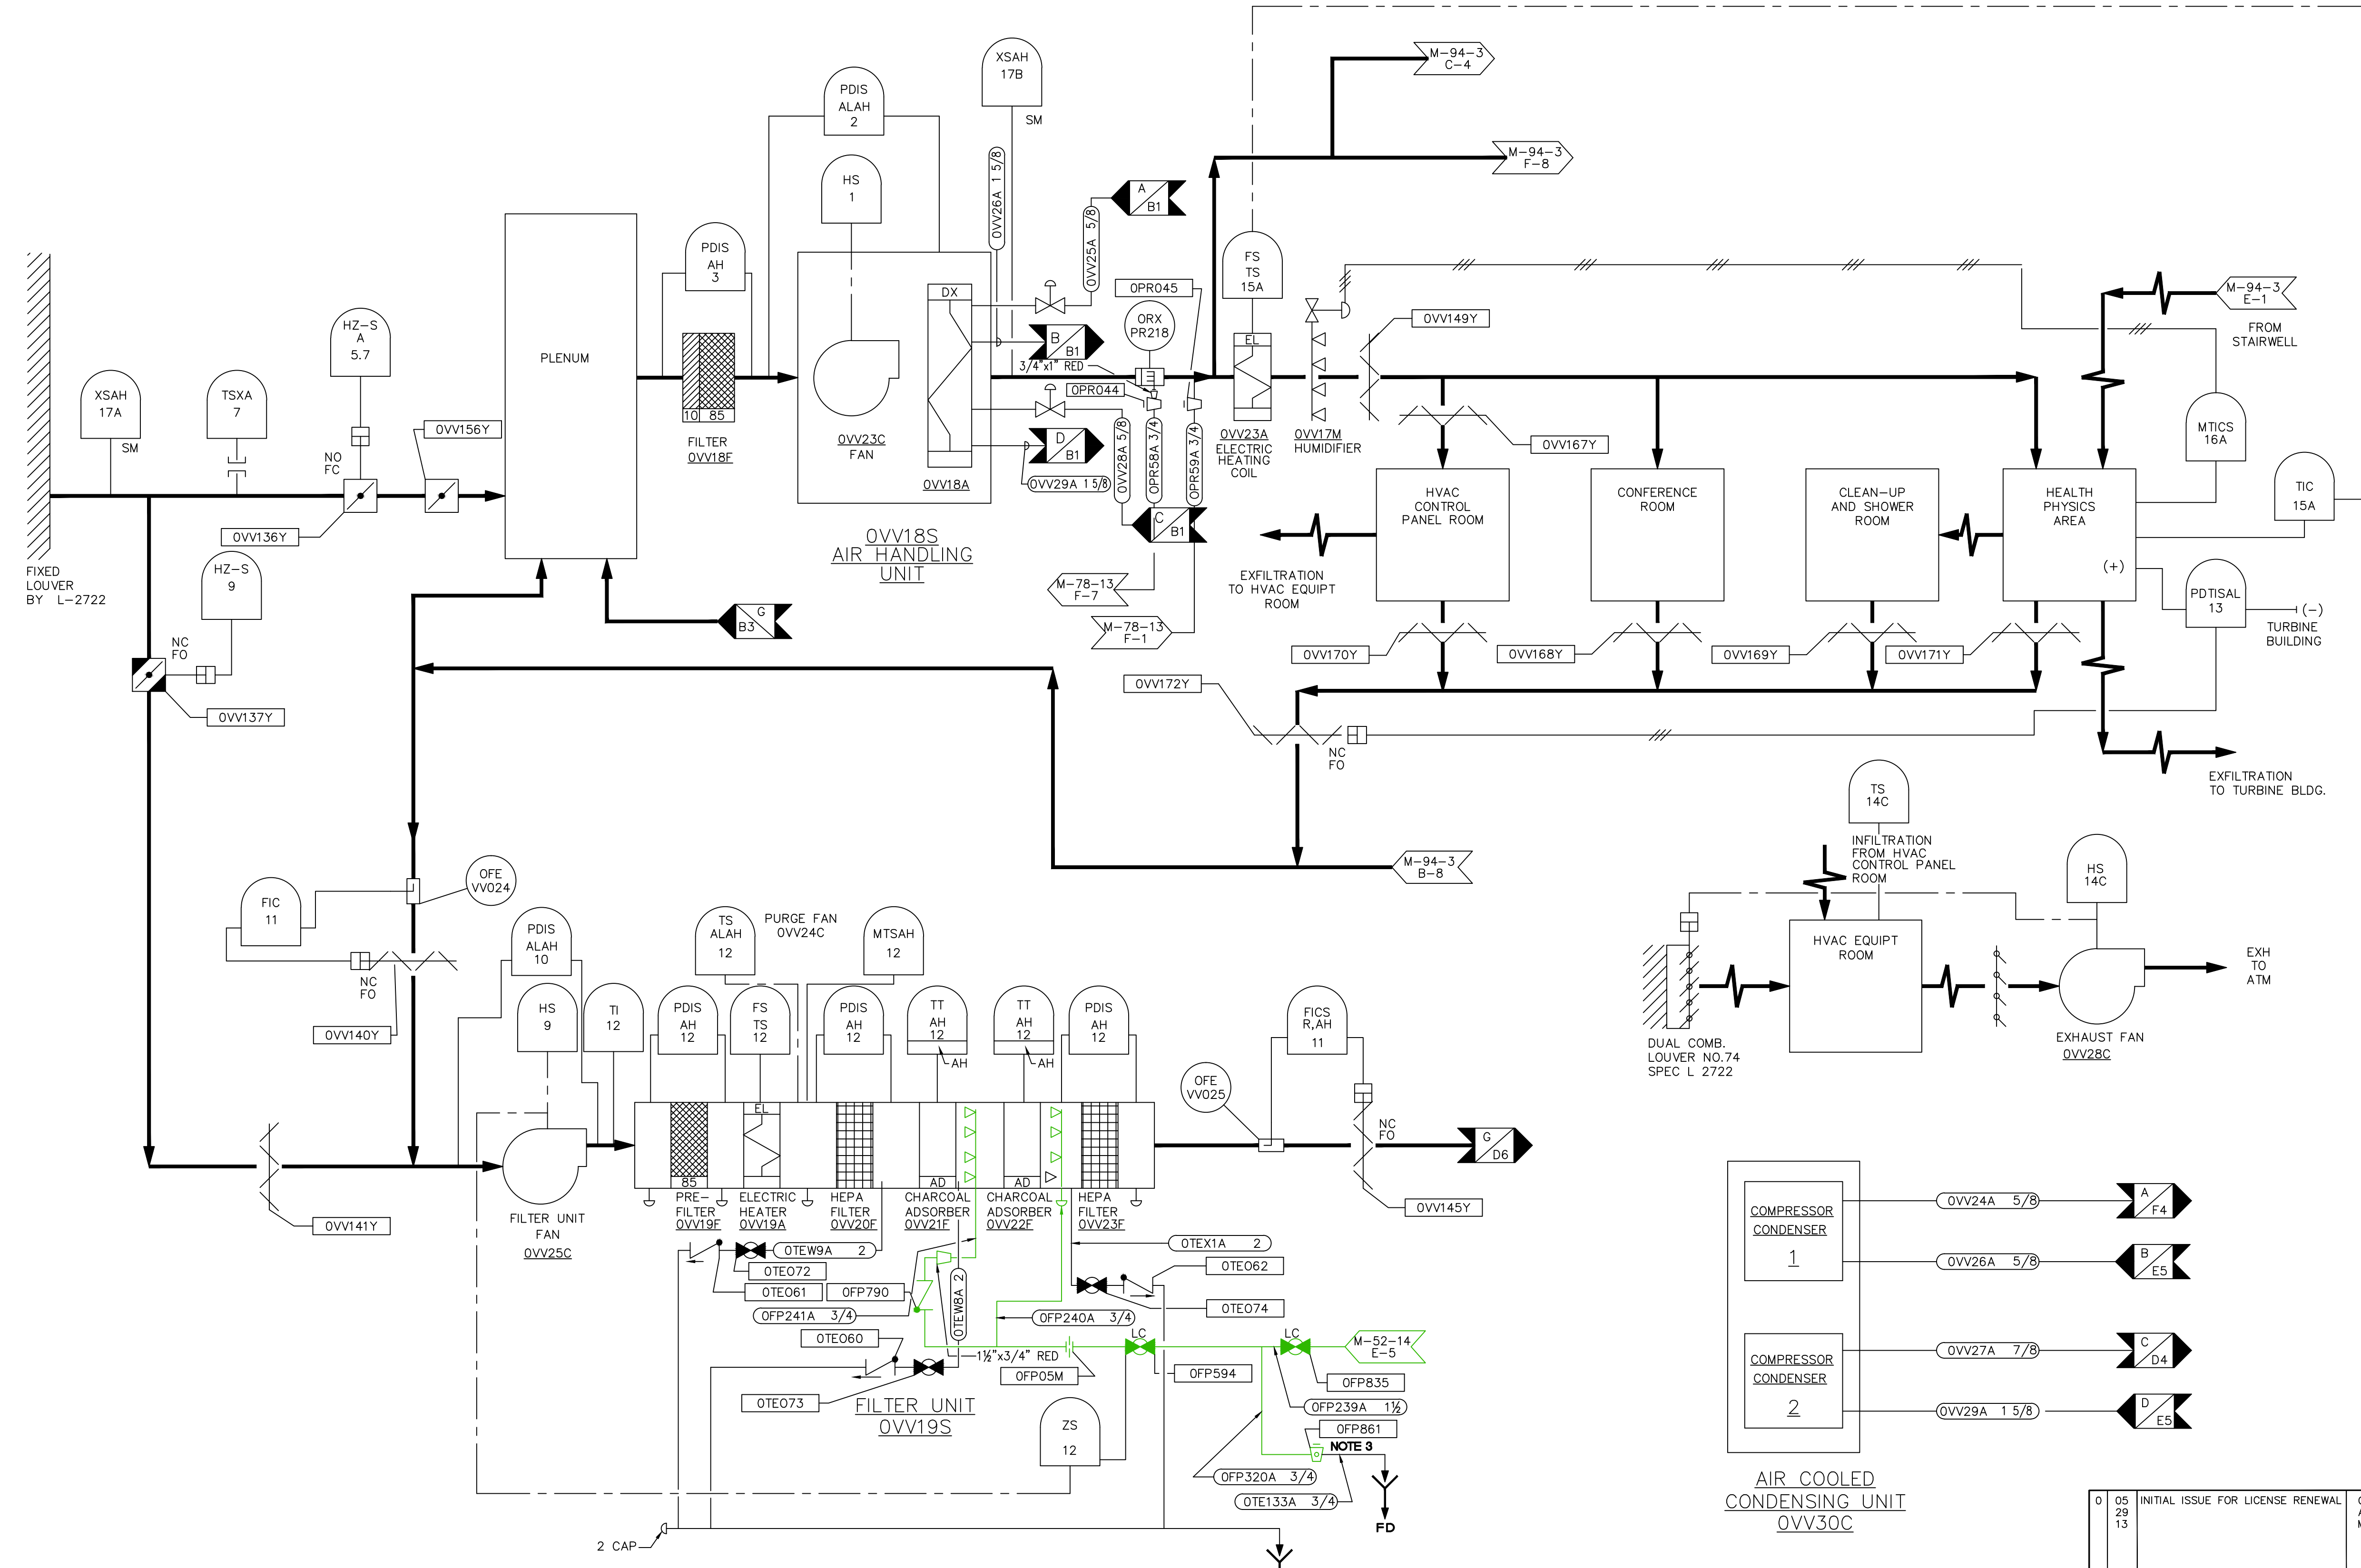 M-94-3
C-4
M-94-3
F-8
XSAH
17B
SM
PDIS
ALAH
2
HS
1
0VV26A 1 5/8
0VV25A 5/8
A
B1
PDIS
AH
3
FS
TS
15A
0PR045
0RX
PR218
0VV149Y
M-94-3
E-1
FROM
STAIRWELL
HZ-S
A
5.7
PLENUM
DX
B
B1
3/4"x1" RED
0PR044
EL
XSAH
17A
SM
TSXA
7
NO
FC
0VV156Y
10
85
FILTER
0VV18F
0VV23C
FAN
D
B1
0VV18A
0VV29A 1 5/8
0VV28A 5/8
0PR58A 3/4
0PR59A 3/4
0VV23A
ELECTRIC
HEATING
COIL
0VV17M
HUMIDIFIER
0VV167Y
MTICS
16A
TIC
15A
HVAC
CONTROL
PANEL ROOM
CONFERENCE
ROOM
CLEAN-UP
AND SHOWER
ROOM
HEALTH
PHYSICS
AREA
(+)
0VV136Y
C
B1
0VV18S
AIR HANDLING
UNIT
FIXED
LOUVER
BY L-2722
HZ-S
9
M-78-13
F-7
EXFILTRATION
TO HVAC EQUIPT
ROOM
PDTISAL
13
(-)
TURBINE
BUILDING
G
B3
M-78-13
F-1
NC
FO
0VV170Y
0VV168Y
0VV169Y
0VV171Y
0VV172Y
0VV137Y
NC
FO
EXFILTRATION
TO TURBINE BLDG.
TS
14C
INFILTRATION
FROM HVAC
CONTROL PANEL
ROOM
M-94-3
B-8
HS
14C
0FE
VV024
FIC
11
PDIS
ALAH
10
TS
ALAH
12
PURGE FAN
0VV24C
MTSAH
12
HVAC EQUIPT
ROOM
EXH
TO
ATM
NC
FO
0VV140Y
HS
9
TI
12
PDIS
AH
12
FS
TS
12
PDIS
AH
12
TT
AH
12
AH
TT
AH
12
AH
PDIS
AH
12
FICS
R,AH
11
DUAL COMB.
LOUVER NO.74
SPEC L 2722
EXHAUST FAN
0VV28C
0FE
VV025
EL
NC
FO
G
D6
85
AD
AD
PRE-
FILTER
0VV19F
ELECTRIC
HEATER
0VV19A
HEPA
FILTER
0VV20F
CHARCOAL
ADSORBER
0VV21F
CHARCOAL
ADSORBER
0VV22F
HEPA
FILTER
0VV23F
0VV145Y
0VV141Y
FILTER UNIT
FAN
0VV25C
COMPRESSOR
CONDENSER
1
0VV24A 5/8
A
F4
0TEW9A 2
0TEX1A 2
0TE072
0TE062
0VV26A 5/8
B
E5
0TE061
0FP790
0TEW8A 2
0TE074
0FP241A 3/4
0FP240A 3/4
0TE060
LC
LC
M-52-14
E-5
1½"x3/4" RED
0FP05M
0FP594
0FP835
COMPRESSOR
CONDENSER
2
0VV27A 7/8
C
D4
0TE073
FILTER UNIT
0VV19S
0FP239A 1½
0VV29A 1 5/8
D
E5
ZS
12
0FP861
NOTE 3
0FP320A 3/4
0TE133A 3/4
FD
AIR COOLED
CONDENSING UNIT
0VV30C
2 CAP
0
05
29
13
INITIAL ISSUE FOR LICENSE RENEWAL